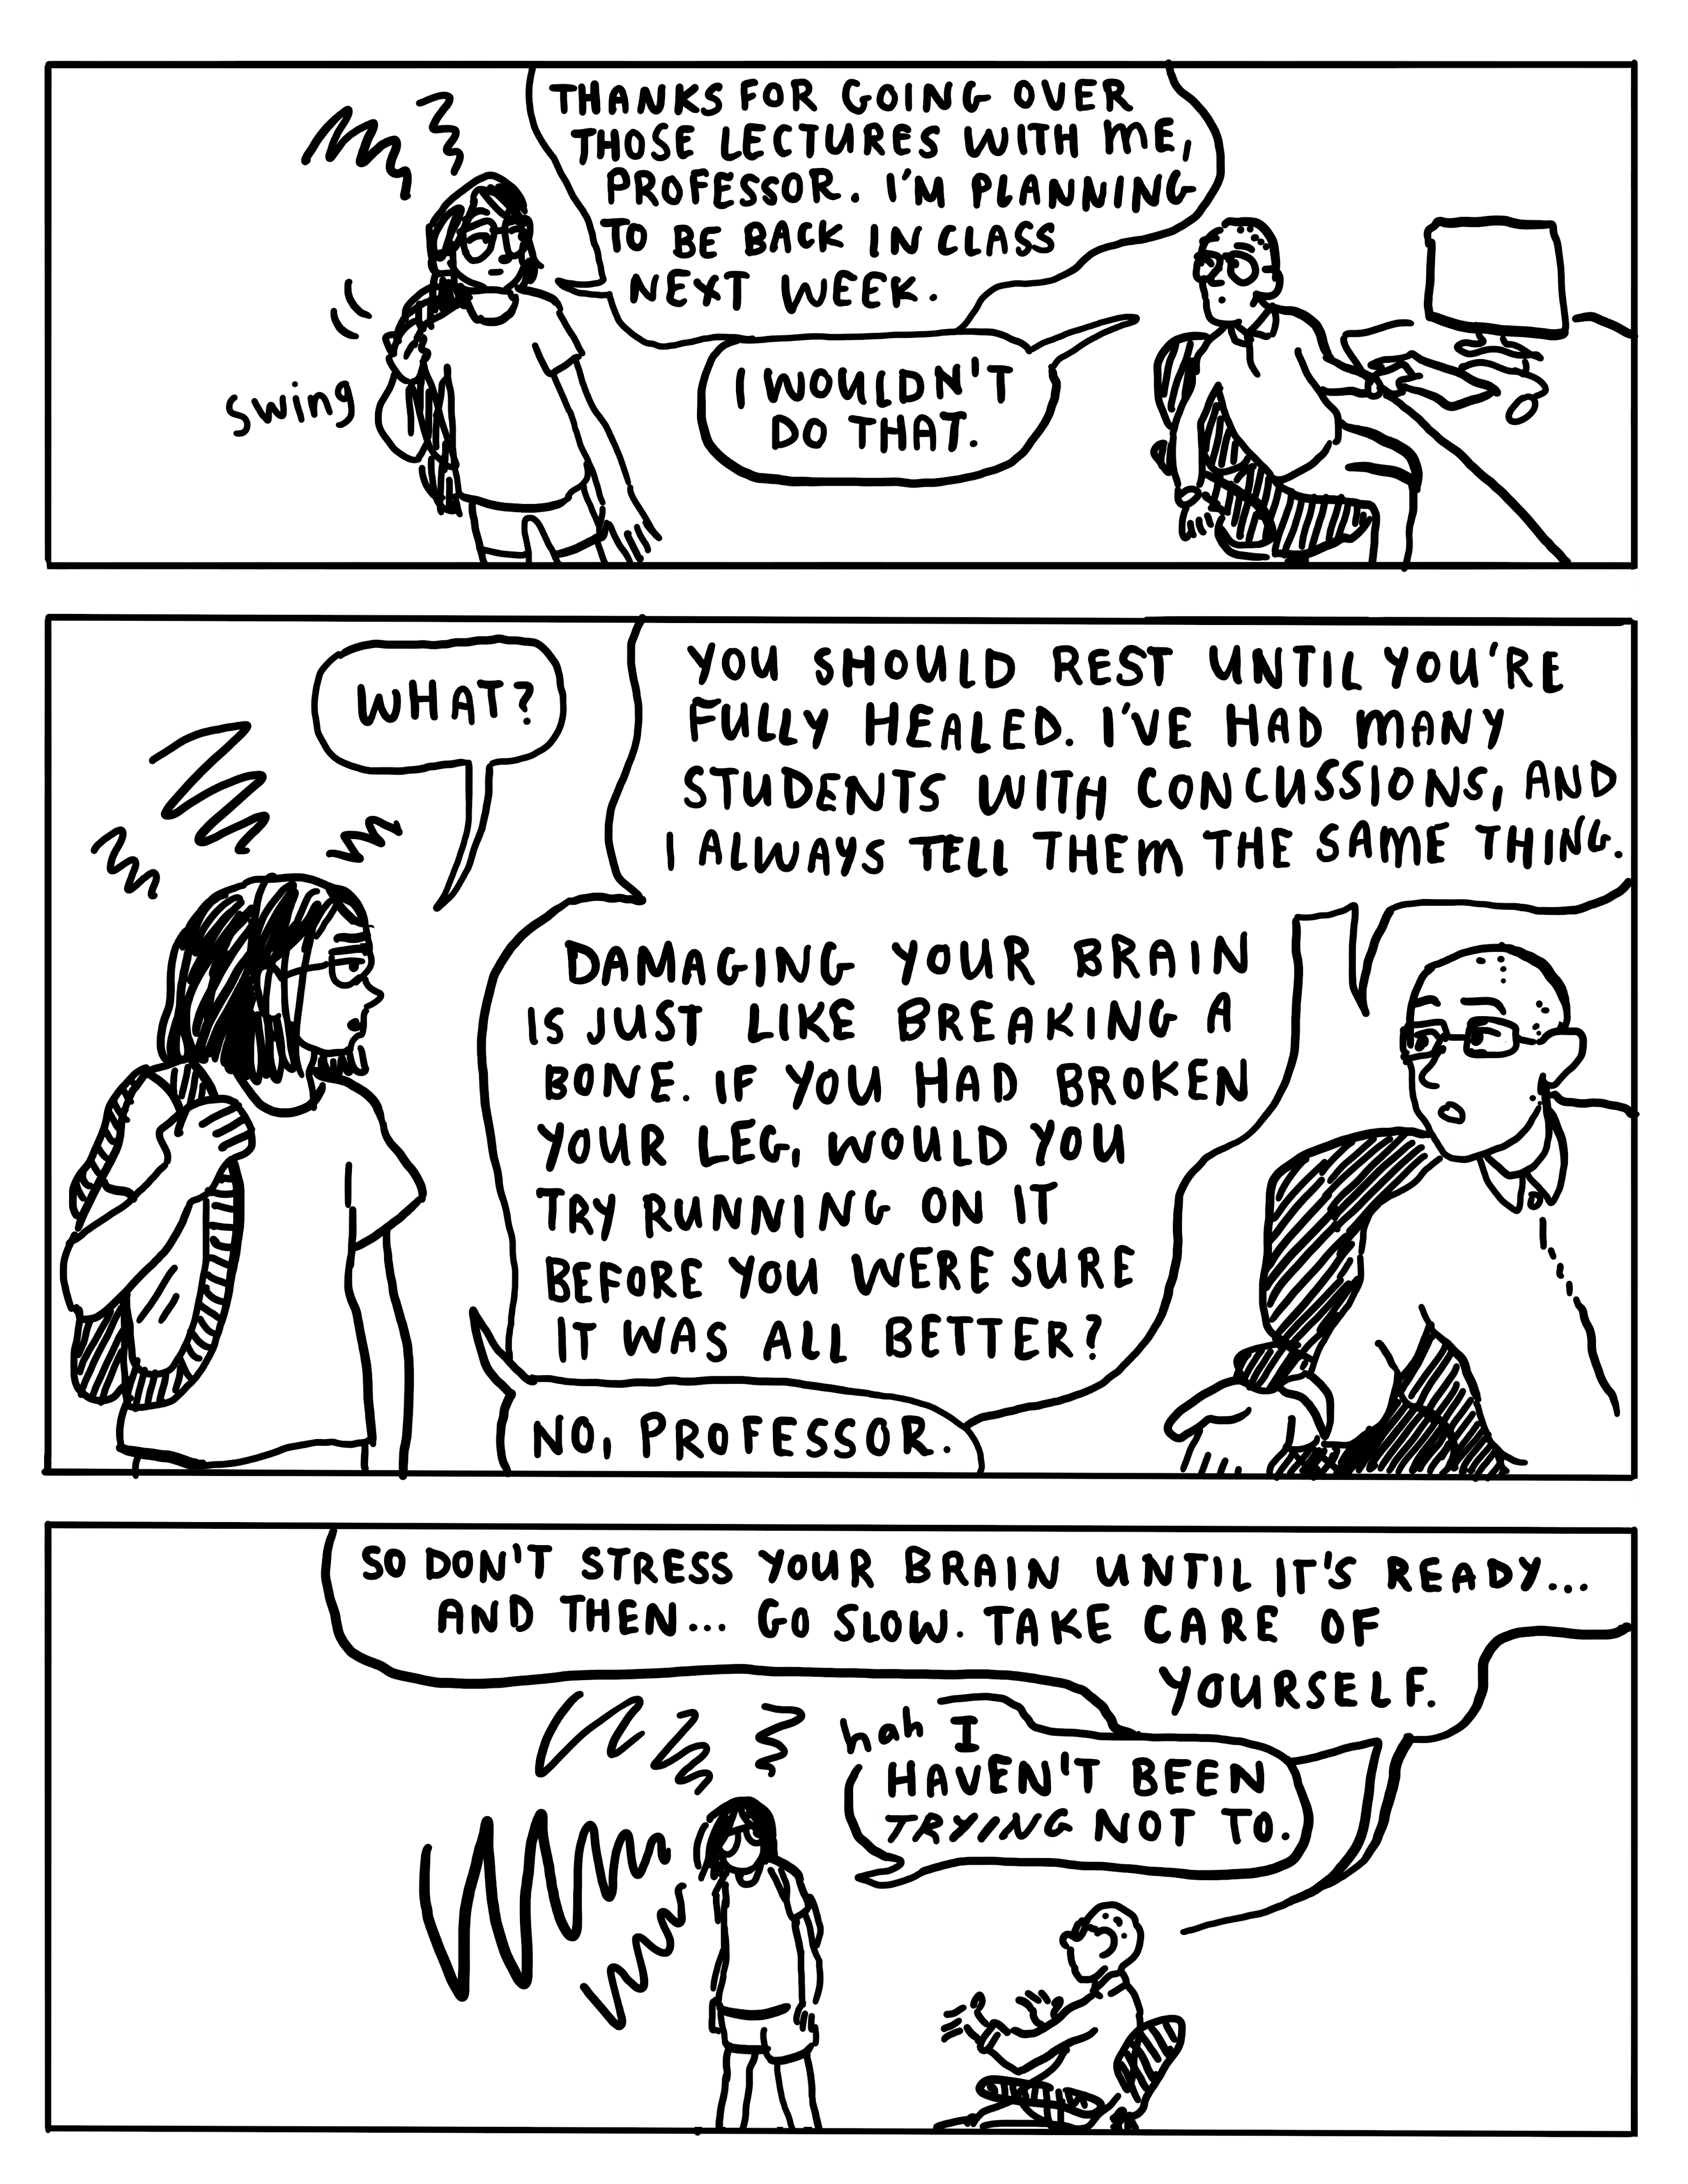 THANKS FOR GOING OVER
THOSE LECTURES WITH ME,
PROFESSOR. I'M PLANNING
TO BE BACK IN CLASS
NEXT WEEK.
swing
I WOULDN'T
DO THAT.
WHAT?
YOU SHOULD REST UNTIL YOU'RE
FULLY HEALED. I'VE HAD MANY
STUDENTS WITH CONCUSSIONS, AND
I ALWAYS TELL THEM THE SAME THING.
DAMAGING YOUR BRAIN
IS JUST LIKE BREAKING A
BONE. IF YOU HAD BROKEN
YOUR LEG, WOULD YOU
TRY RUNNING ON IT
BEFORE YOU WERE SURE
IT WAS ALL BETTER?
NO, PROFESSOR.
SO DON'T STRESS YOUR BRAIN UNTIL IT'S READY...
AND THEN... GO SLOW. TAKE CARE OF
YOURSELF.
hah I
HAVEN'T BEEN
TRYING NOT TO.